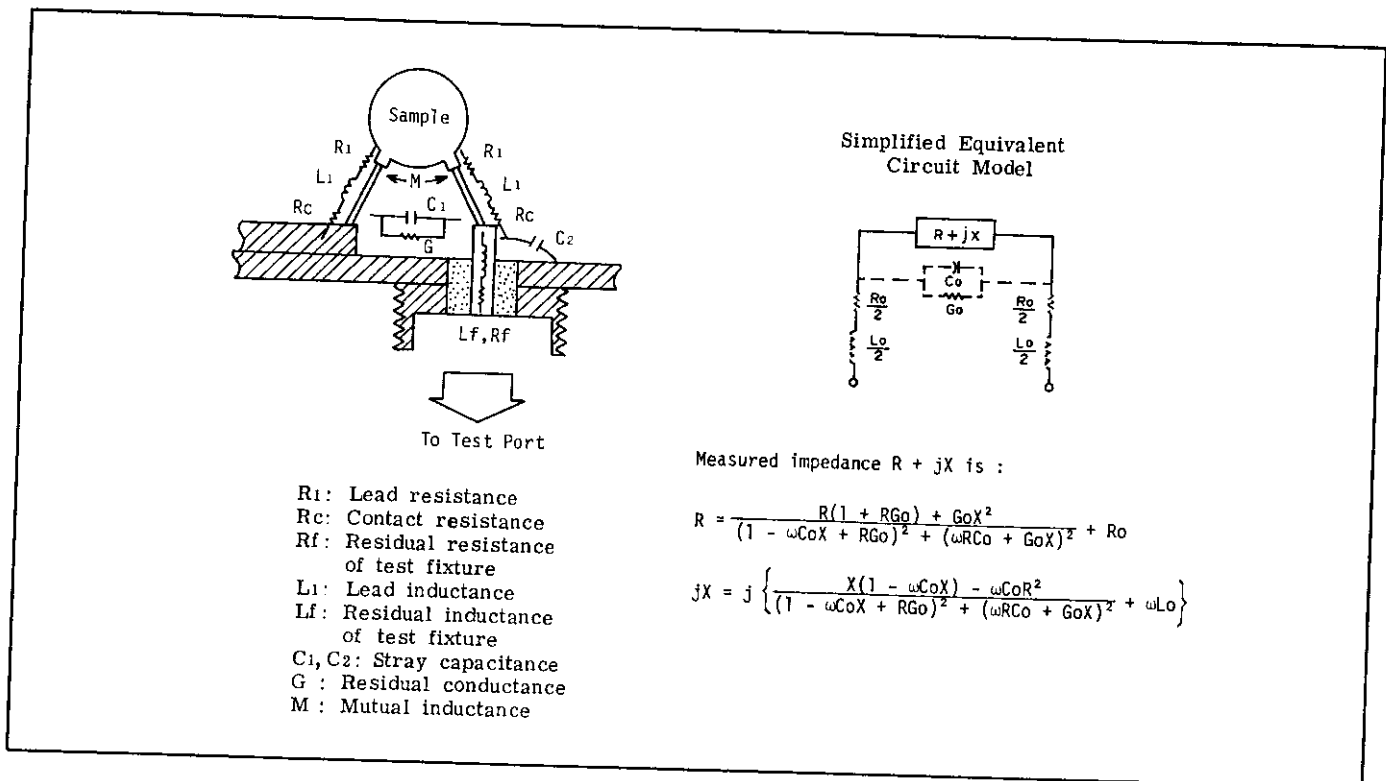 Sample
R1
R1
L1
M
L1
Rc
C1
Rc
G
C2
Lf,Rf
To Test Port
R1: Lead resistance
Rc: Contact resistance
Rf: Residual resistance
of test fixture
L1: Lead inductance
Lf: Residual inductance
of test fixture
C1,C2: Stray capacitance
G : Residual conductance
M : Mutual inductance
Simplified Equivalent
Circuit Model
R + jx
Co
Go
Ro/2
Ro/2
Lo/2
Lo/2
Measured impedance R + jX is :
R = R(1 + RGo) + GoX² / (1 - ωCoX + RGo)² + (ωRCo + GoX)² + Ro
jX = j { X(1 - ωCoX) - ωCoR² / (1 - ωCoX + RGo)² + (ωRCo + GoX)² + ωLo }